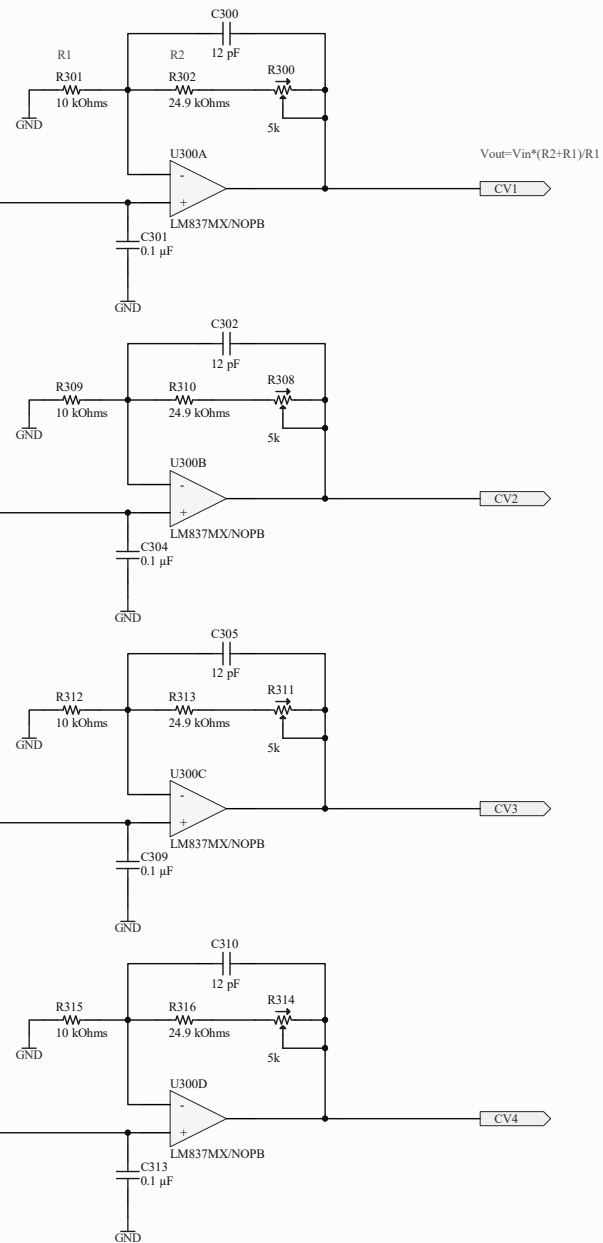 C300
12 pF
R1
R2
R301
10 kOhms
R302
24.9 kOhms
R300
5k
GND
U300A
-
+
LM837MX/NOPB
Vout=Vin*(R2+R1)/R1
CV1
C301
0.1 µF
GND
C302
12 pF
R309
10 kOhms
R310
24.9 kOhms
R308
5k
GND
U300B
-
+
LM837MX/NOPB
CV2
C304
0.1 µF
GND
C305
12 pF
R312
10 kOhms
R313
24.9 kOhms
R311
5k
GND
U300C
-
+
LM837MX/NOPB
CV3
C309
0.1 µF
GND
C310
12 pF
R315
10 kOhms
R316
24.9 kOhms
R314
5k
GND
U300D
-
+
LM837MX/NOPB
CV4
C313
0.1 µF
GND